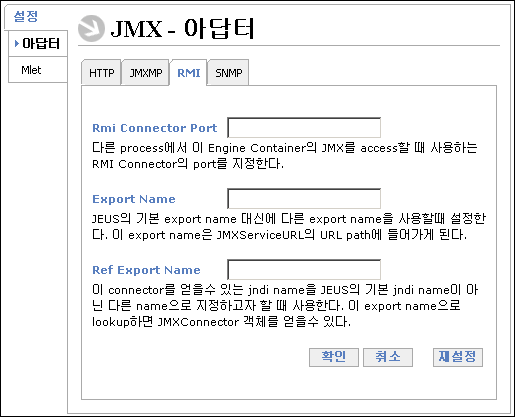 설정
아답터
Mlet
JMX - 아답터
HTTP JMXMP RMI SNMP
Rmi Connector Port
다른 process에서 이 Engine Container의 JMX를 access할 때 사용하는
RMI Connector의 port를 지정한다.
Export Name
JEUS의 기본 export name 대신에 다른 export name을 사용할때 설정한
다. 이 export name은 JMXServiceURL의 URL path에 들어가게 된다.
Ref Export Name
이 connector를 얻을수 있는 jndi name을 JEUS의 기본 jndi name이 아
닌 다른 name으로 지정하고자 할 때 사용한다. 이 export name으로
lookup하면 JMXConnector 객체를 얻을수 있다.
확인 취소 재설정